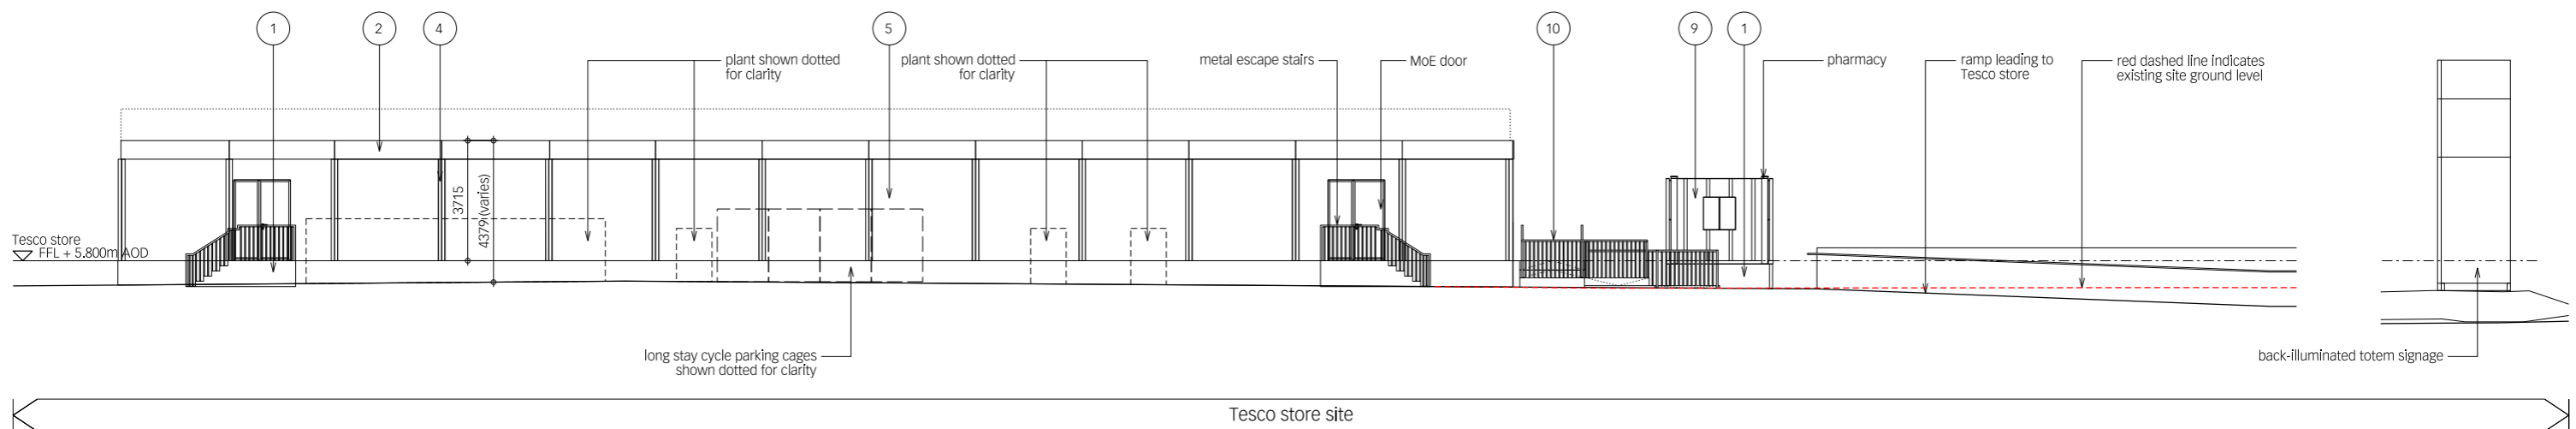 1
2
4
5
10
9
1
plant shown dotted
for clarity
plant shown dotted
for clarity
metal escape stairs
MoE door
pharmacy
ramp leading to
Tesco store
red dashed line indicates
existing site ground level
3715
4379 (varies)
Tesco store
FFL + 5.800m AOD
long stay cycle parking cages
shown dotted for clarity
back-illuminated totem signage
Tesco store site